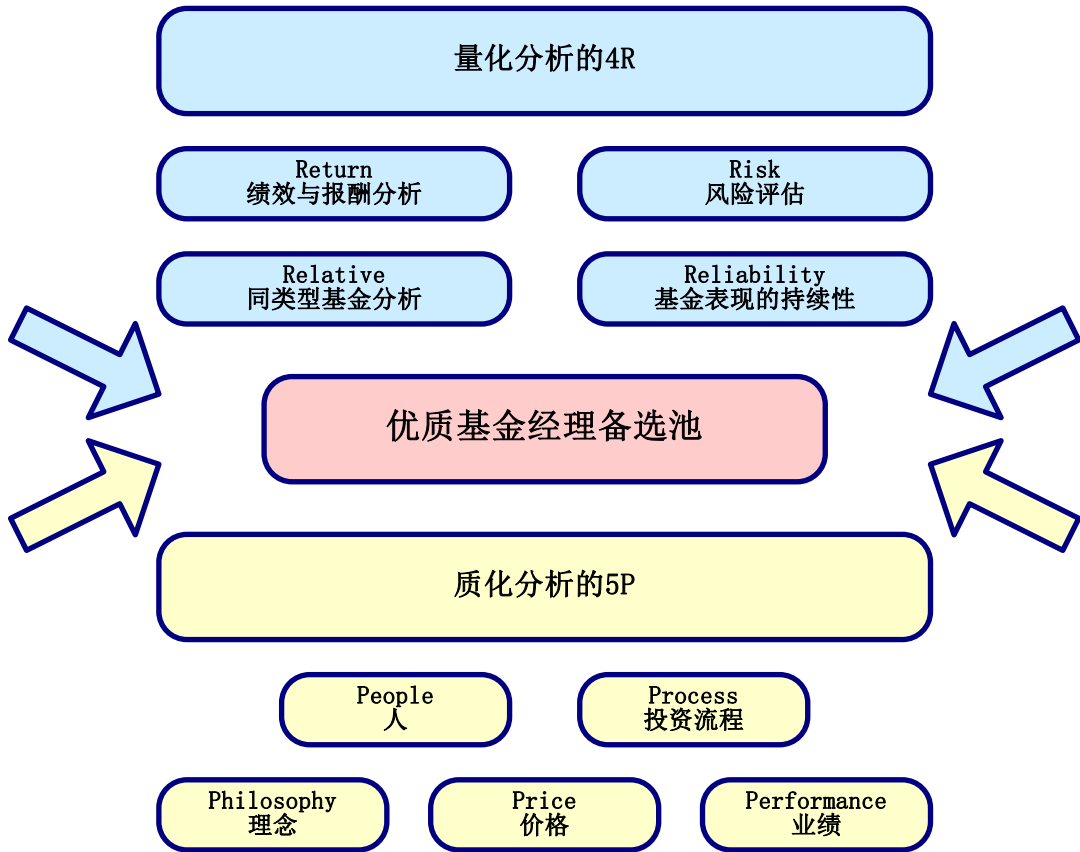 量化分析的4R
Return
绩效与报酬分析
Risk
风险评估
Relative
同类型基金分析
Reliability
基金表现的持续性
优质基金经理备选池
质化分析的5P
People
人
Process
投资流程
Philosophy
理念
Price
价格
Performance
业绩